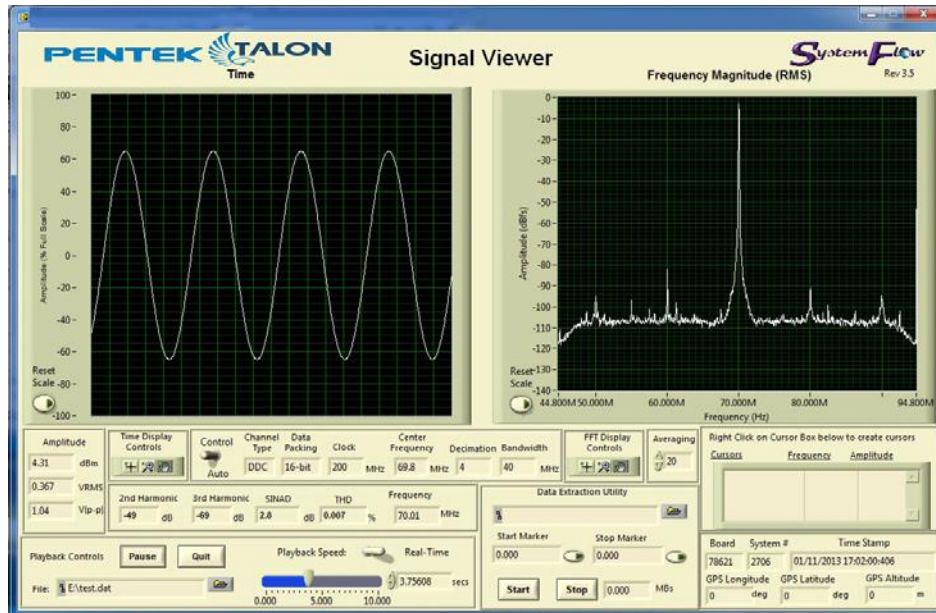 PENTEK TALON
Signal Viewer
SystemFlow
Rev 3.5
Time
Frequency Magnitude (RMS)
100-
80-
60-
40-
20-
0-
-20-
-40-
-60-
-80-
-100-
Amplitude (% Full Scale)
Reset
Scale
0-
-10-
-20-
-30-
-40-
-50-
-60-
-70-
-80-
-90-
-100-
-110-
-120-
-130-
-140-
Amplitude (dBfs)
Reset
Scale
44.800M 50.000M 60.000M 70.000M 80.000M 94.800M
Frequency (Hz)
Amplitude
4.31 dBm
0.367 VRMS
1.04 V(p-p)
Time Display
Controls
Control
Auto
Channel
Type
DDC
Data
Packing
16-bit
Clock
200 MHz
Center
Frequency
69.8 MHz
Decimation
4
Bandwidth
40 MHz
FFT Display
Controls
Averaging
20
Right Click on Cursor Box below to create cursors
Cursors Frequency Amplitude
2nd Harmonic
-49 dB
3rd Harmonic
-69 dB
SINAD
2.0 dB
THD
0.007 %
Frequency
70.01 MHz
Data Extraction Utility
Start Marker
0.000
Stop Marker
0.000
Start
Stop
0.000 MBs
Playback Controls
Pause
Quit
Playback Speed:
Real-Time
File: E:\test.dat
0.000 5.000 10.000
3.75608 secs
Board System # Time Stamp
78621 2706 01/11/2013 17:02:00:406
GPS Longitude GPS Latitude GPS Altitude
0 deg 0 deg 0 m